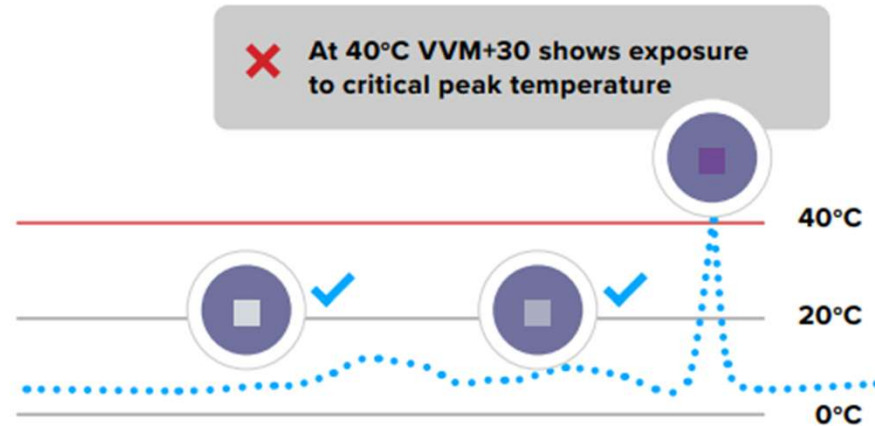 At 40°C VVM+30 shows exposure
to critical peak temperature
40°C
20°C
0°C